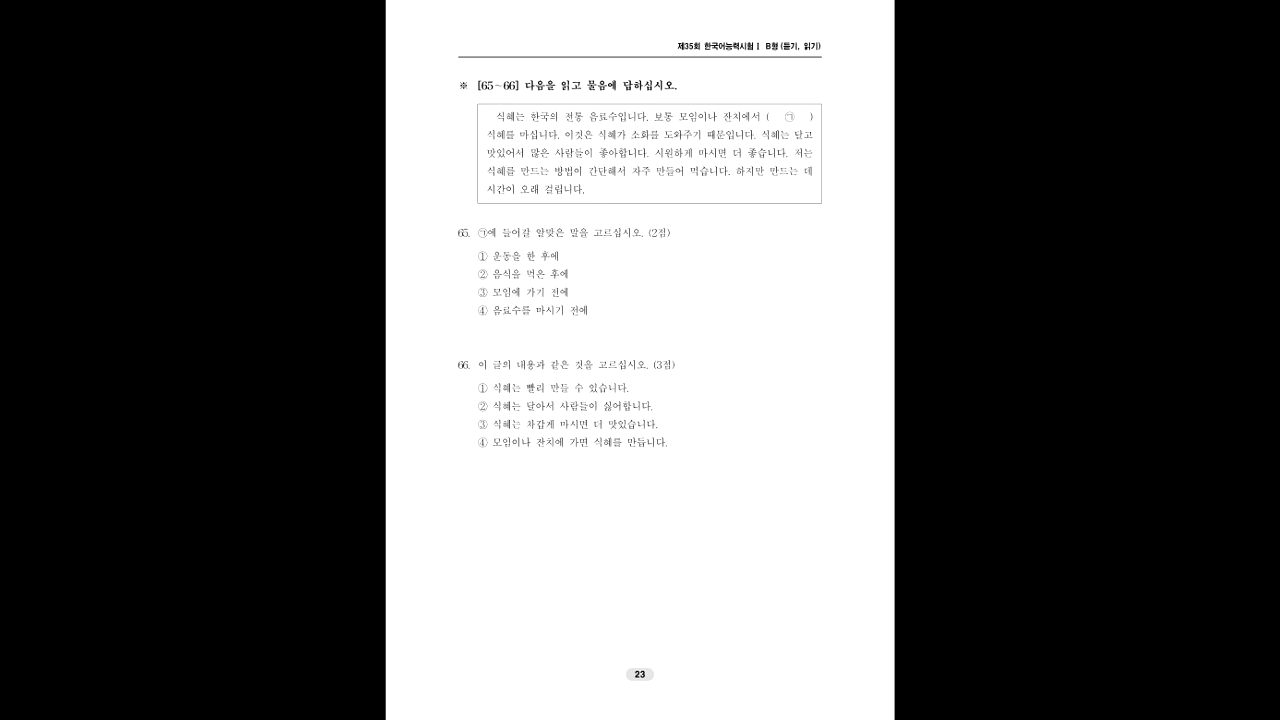 제35회 한국어능력시험 I B형 (듣기, 읽기)
※ [65~66] 다음을 읽고 물음에 답하십시오.
식혜는 한국의 전통 음료수입니다. 보통 모임이나 잔치에서 ( ㉠ )
식혜를 마십니다. 이것은 식혜가 소화를 도와주기 때문입니다. 식혜는 달고
맛있어서 많은 사람들이 좋아합니다. 시원하게 마시면 더 좋습니다. 저는
식혜를 만드는 방법이 간단해서 자주 만들어 먹습니다. 하지만 만드는 데
시간이 오래 걸립니다.
65. ㉠에 들어갈 알맞은 말을 고르십시오. (2점)
① 운동을 한 후에
② 음식을 먹은 후에
③ 모임에 가기 전에
④ 음료수를 마시기 전에
66. 이 글의 내용과 같은 것을 고르십시오. (3점)
① 식혜는 빨리 만들 수 있습니다.
② 식혜는 달아서 사람들이 싫어합니다.
③ 식혜는 차갑게 마시면 더 맛있습니다.
④ 모임이나 잔치에 가면 식혜를 만듭니다.
23